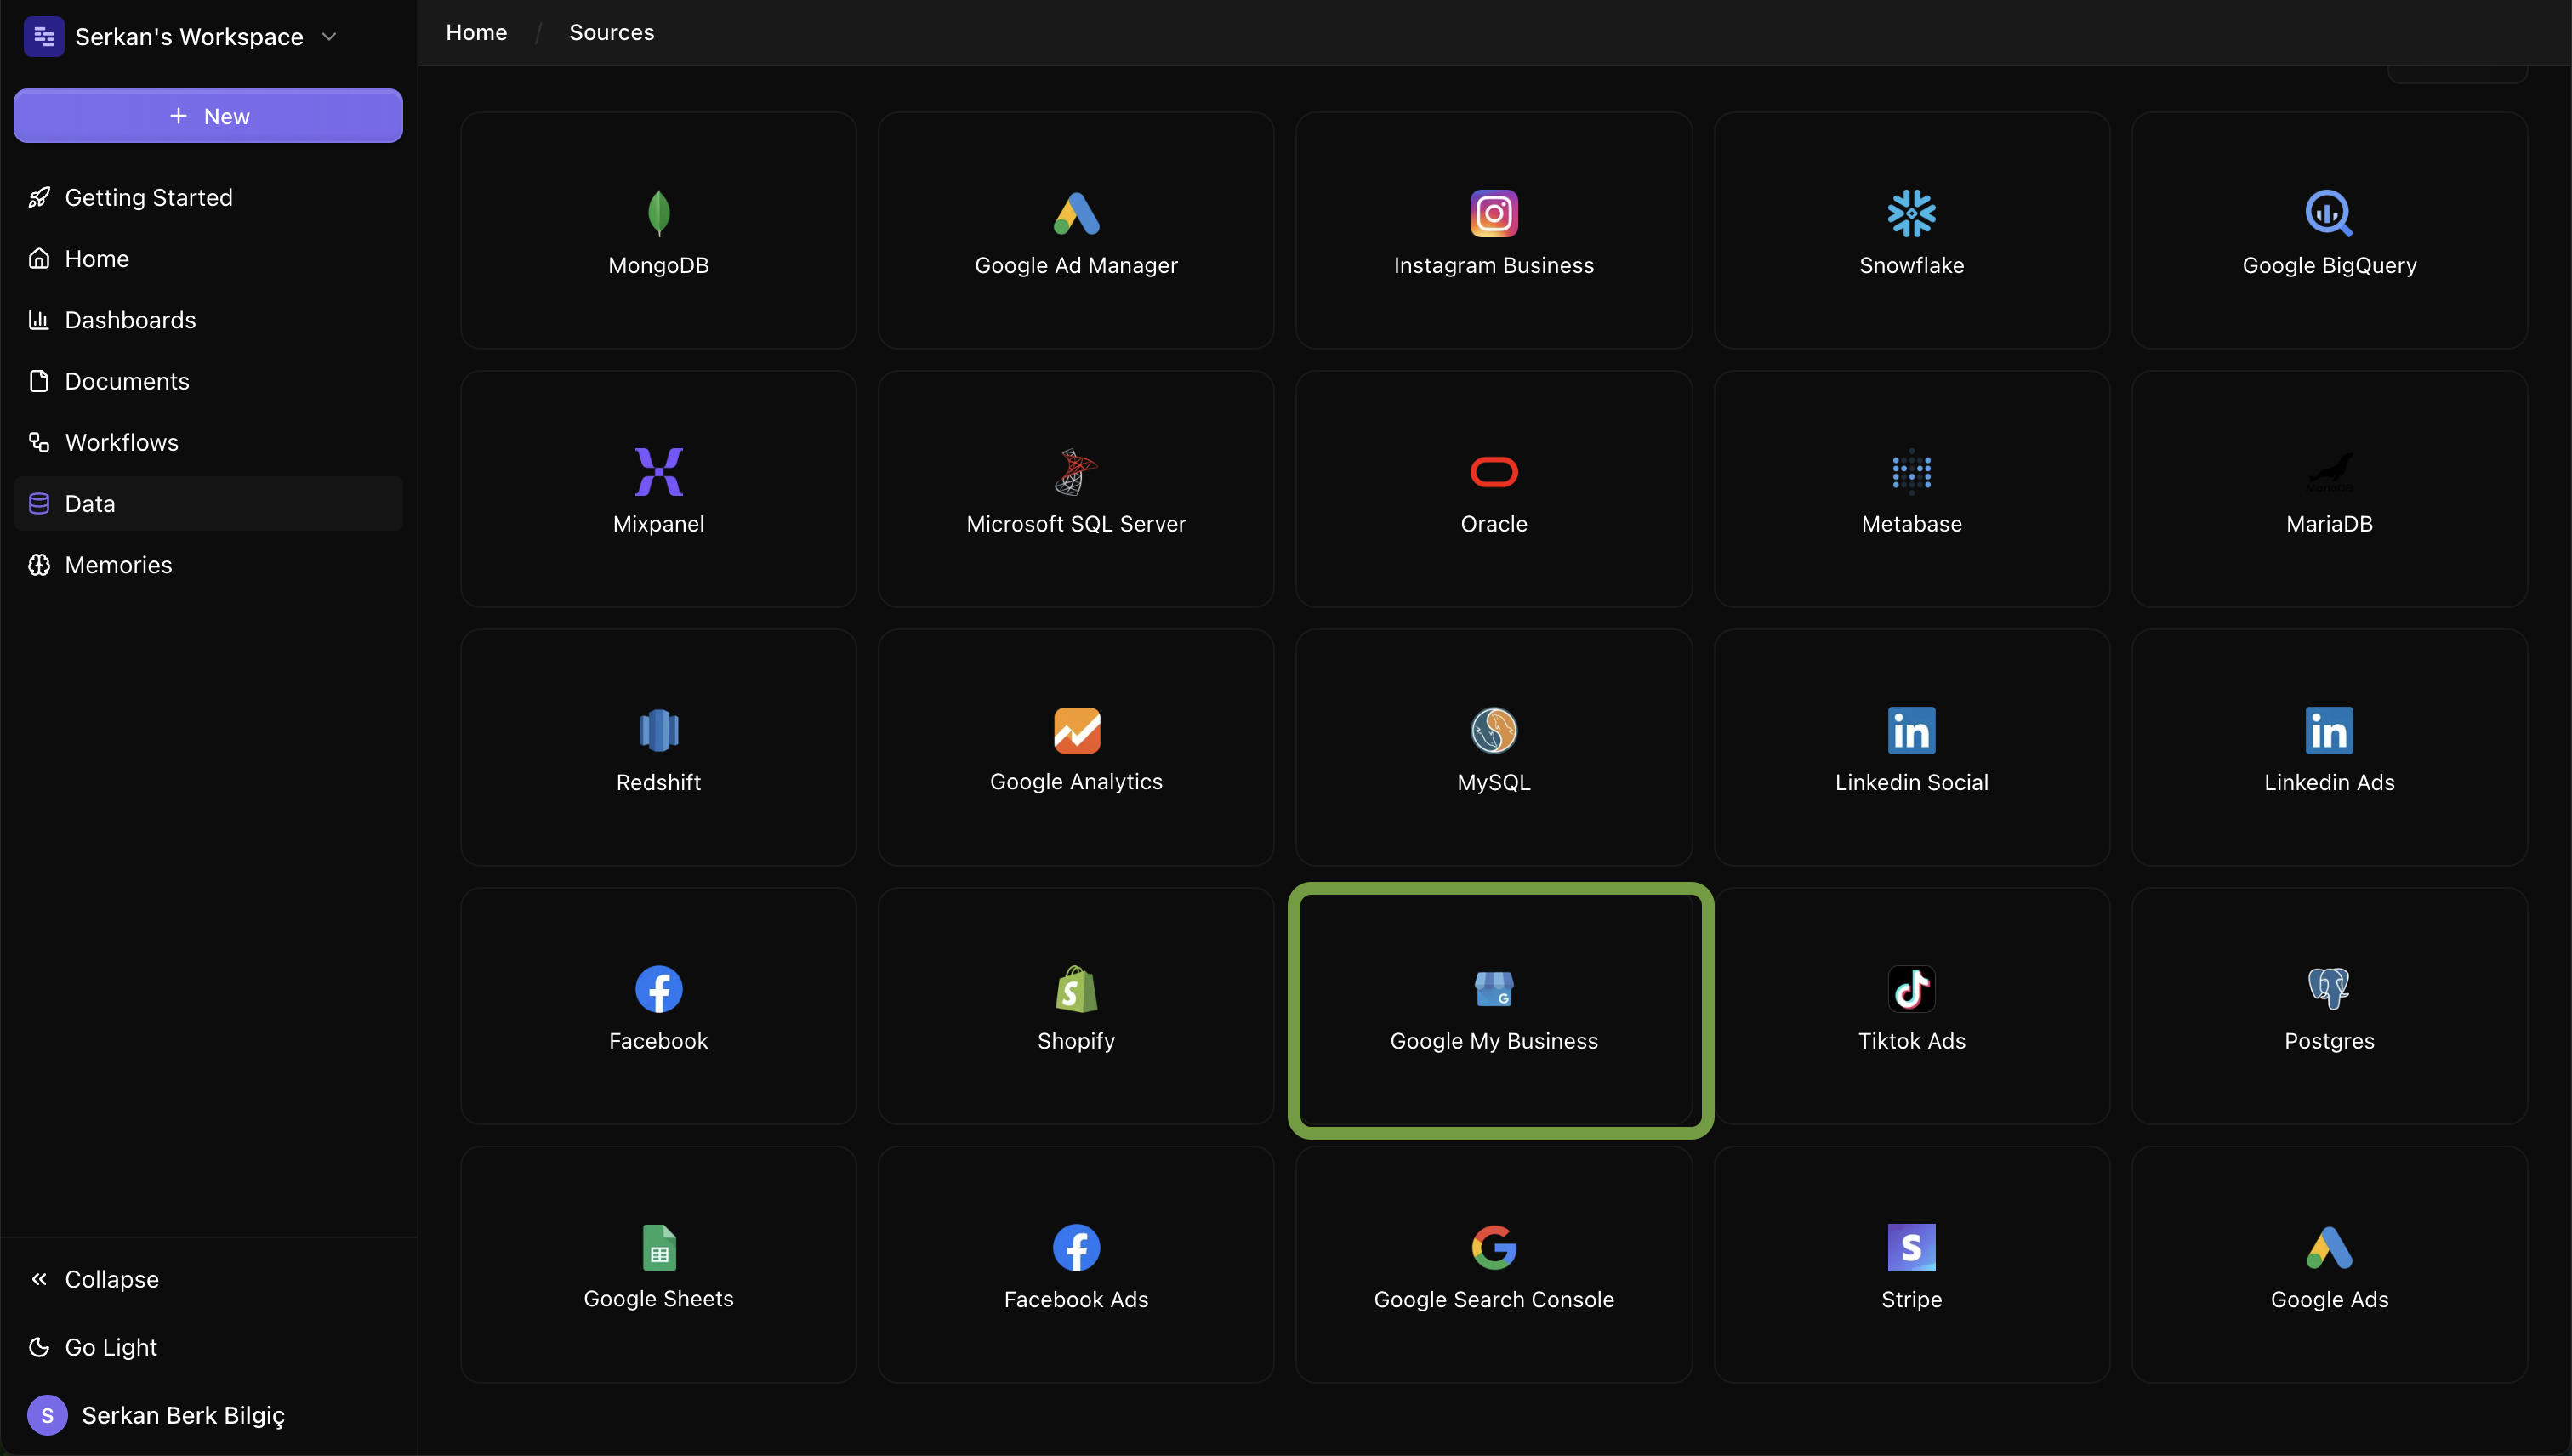 Serkan's Workspace
New
Getting Started
Home
Dashboards
Documents
Workflows
Data
Memories
Collapse
Go Light
S
Serkan Berk Bilgiç
Home / Sources
MongoDB
Google Ad Manager
Instagram Business
Snowflake
Google BigQuery
Mixpanel
Microsoft SQL Server
Oracle
Metabase
MariaDB
Redshift
Google Analytics
MySQL
Linkedin Social
Linkedin Ads
Facebook
Shopify
Google My Business
Tiktok Ads
Postgres
Google Sheets
Facebook Ads
Google Search Console
Stripe
Google Ads